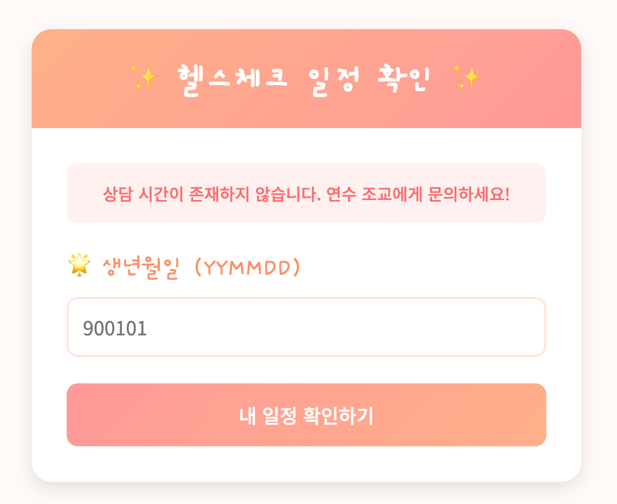 ✨ 헬스체크 일정 확인 ✨
상담 시간이 존재하지 않습니다. 연수 조교에게 문의하세요!
🌟 생년월일 (YYMMDD)
900101
내 일정 확인하기